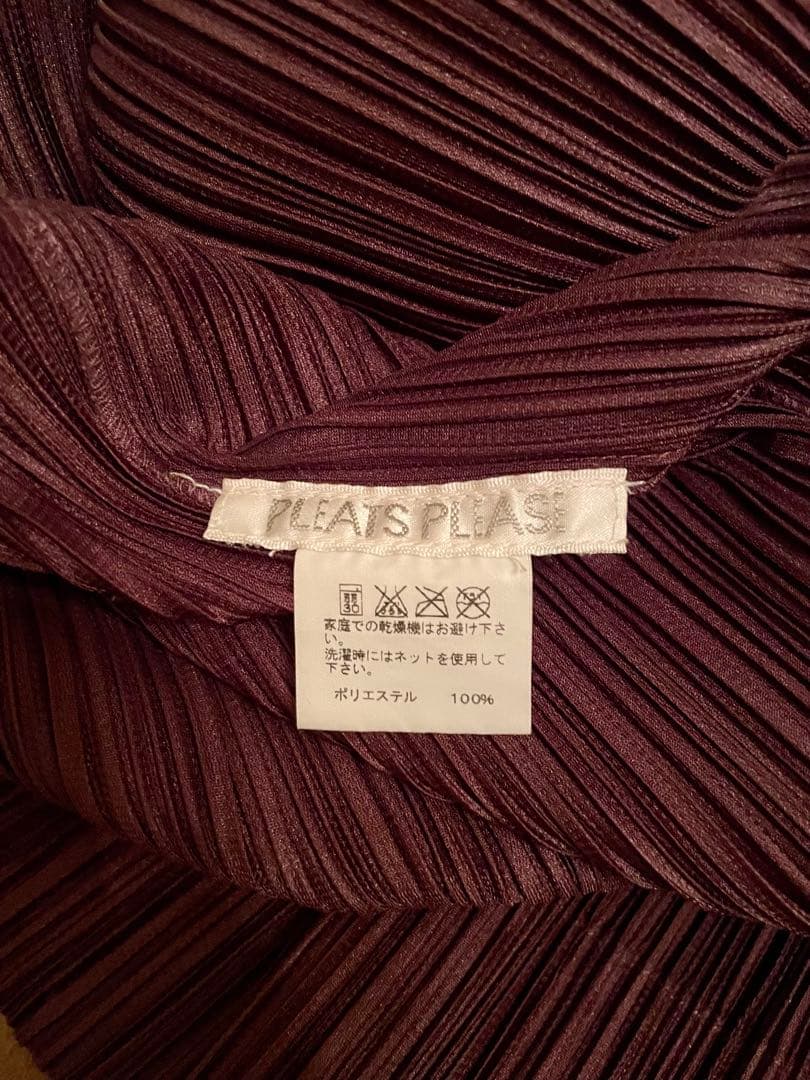 PLEATS PLEASE
30
家庭での乾燥機はお避け下さ
い。
洗濯時にはネットを使用して
下さい。
ポリエステル 100%